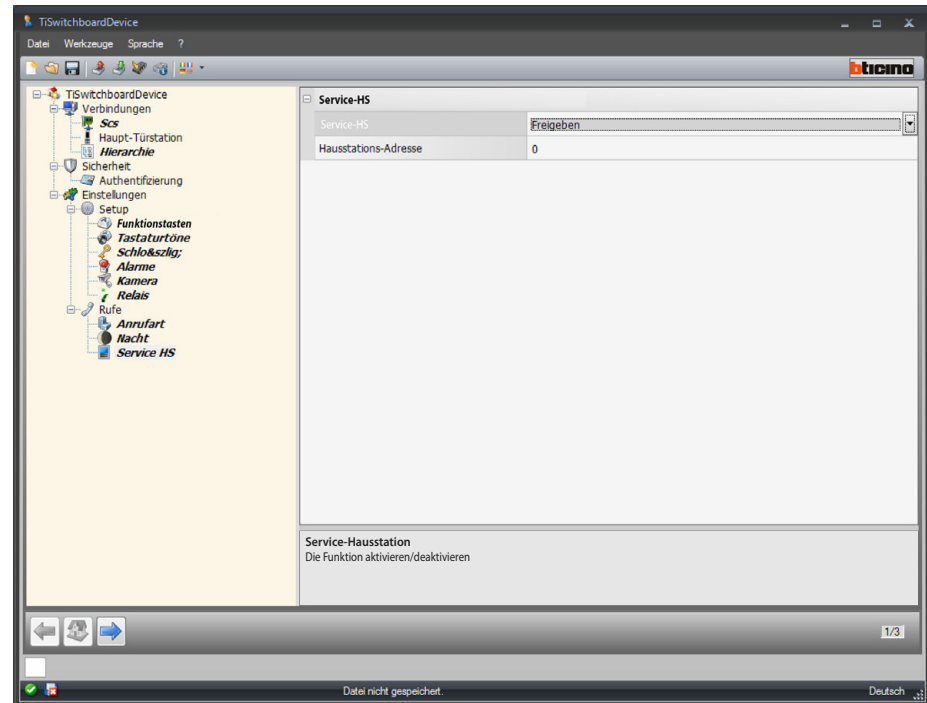 TiSwitchboardDevice
Datei Werkzeuge Sprache ?
bticino
TiSwitchboardDevice
Verbindungen
Scs
Haupt-Türstation
Hierarchie
Sicherheit
Authentifizierung
Einstellungen
Setup
Funktionstasten
Tastaturtöne
Schlo&szlig;
Alarme
Kamera
Relais
Rufe
Anrufart
Nacht
Service HS
Service-HS
Service-HS Freigeben
Hausstations-Adresse 0
Service-Hausstation
Die Funktion aktivieren/deaktivieren
1/3
Datei nicht gespeichert.
Deutsch